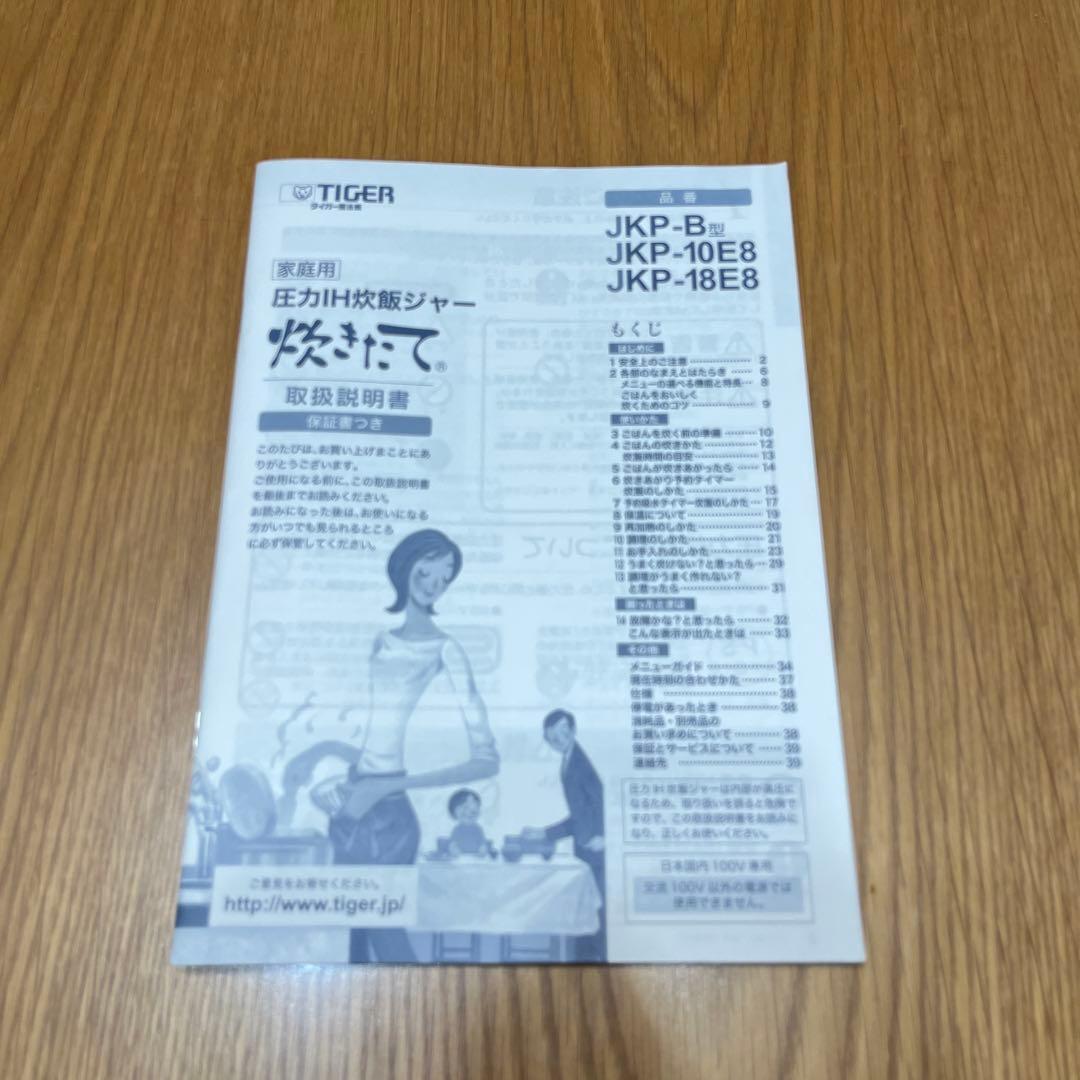 TIGER
タイガー魔法瓶
家庭用
圧力IH炊飯ジャー
炊きたて®
取扱説明書
保証書つき
このたびは、お買い上げまことにあ
りがとうございます。
ご使用になる前に、この取扱説明書
を最後までお読みください。
お読みになった後は、お使いになる
方がいつでも見られるところ
に必ず保管してください。
ご意見をお寄せください。
http://www.tiger.jp/
品番
JKP-B型
JKP-10E8
JKP-18E8
もくじ
はじめに
1 安全上のご注意 ………… 2
2 各部のなまえとはたらき …… 6
メニューの選べる機能と特長… 8
ごはんをおいしく
炊くためのコツ ………… 9
使いかた
3 ごはんを炊く前の準備 ……… 10
4 ごはんの炊きかた ………… 12
炊飯時間の目安 ………… 13
5 ごはんが炊きあがったら …… 14
6 炊きあがり予約タイマー
炊飯のしかた ………… 15
7 予約吸水タイマー炊飯のしかた… 17
8 保温について ………… 19
9 再加熱のしかた ………… 20
10 調理のしかた ………… 21
11 お手入れのしかた ………… 23
12 うまく炊けない?と思ったら… 29
13 調理がうまく作れない?
と思ったら ………… 31
困ったときは
14 故障かな?と思ったら ……… 32
こんな表示が出たときは …… 33
その他
メニューガイド ………… 34
現在時刻の合わせかた ……… 37
仕様 ………… 38
停電があったとき ………… 38
消耗品・別売品の
お買い求めについて ………… 38
保証とサービスについて …… 39
連絡先 ………… 39
圧力IH炊飯ジャーは内部が高圧に
なるため、取り扱いを誤ると危険で
すので、この取扱説明書をお読みに
なり、正しくお使いください。
日本国内100V専用
交流100V以外の電源では
使用できません。